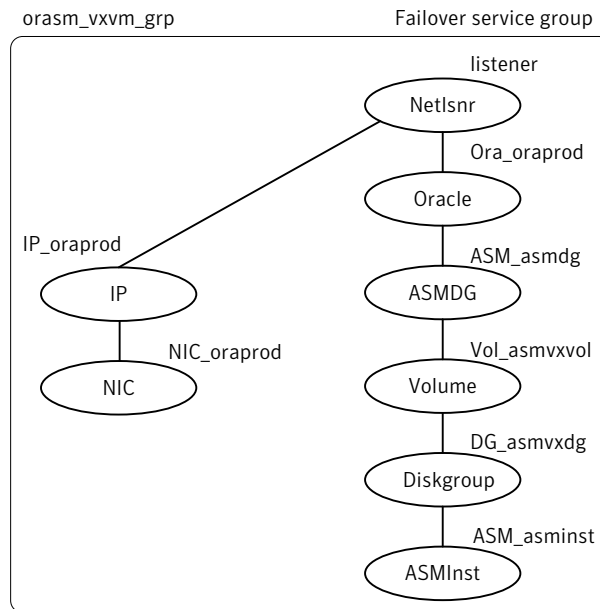 orasm_vxvm_grp
Failover service group
listener
Netlsnr
Ora_oraprod
Oracle
IP_oraprod
ASM_asmdg
IP
ASMDG
NIC_oraprod
Vol_asmvxvol
NIC
Volume
DG_asmvxdg
Diskgroup
ASM_asminst
ASMInst